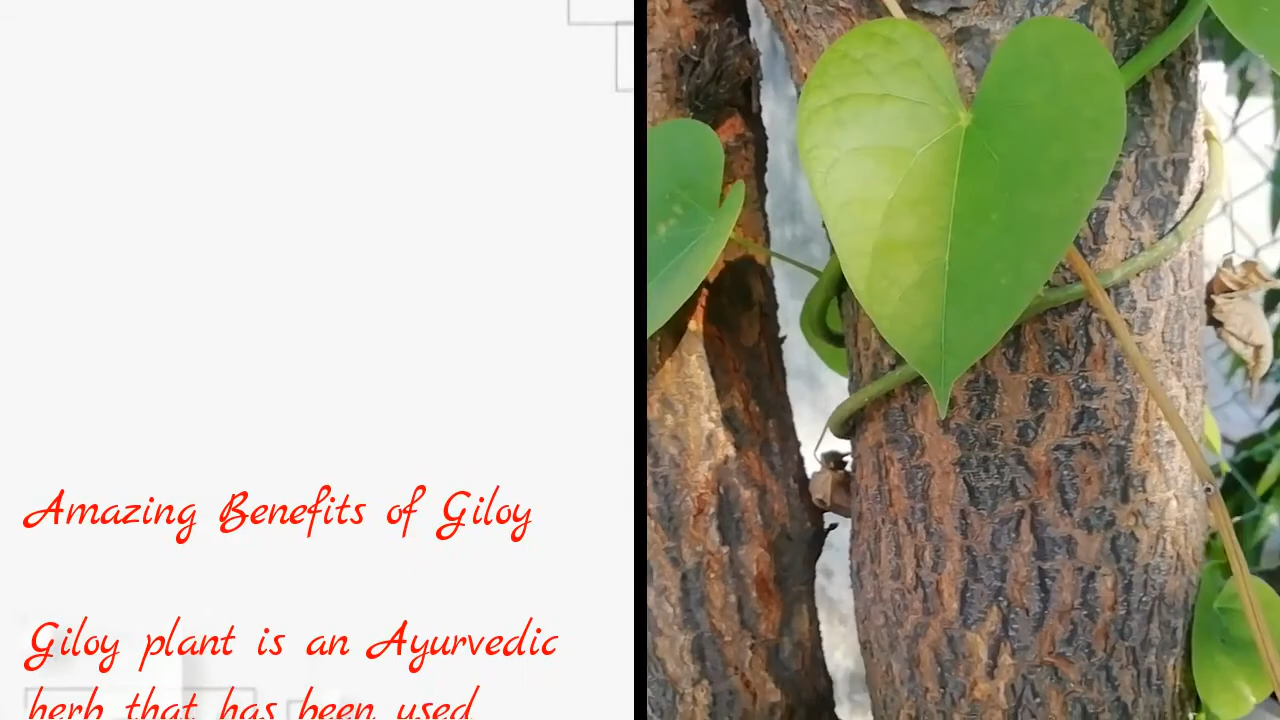 Amazing Benefits of Giloy
Giloy plant is an Ayurvedic
herb that has been used